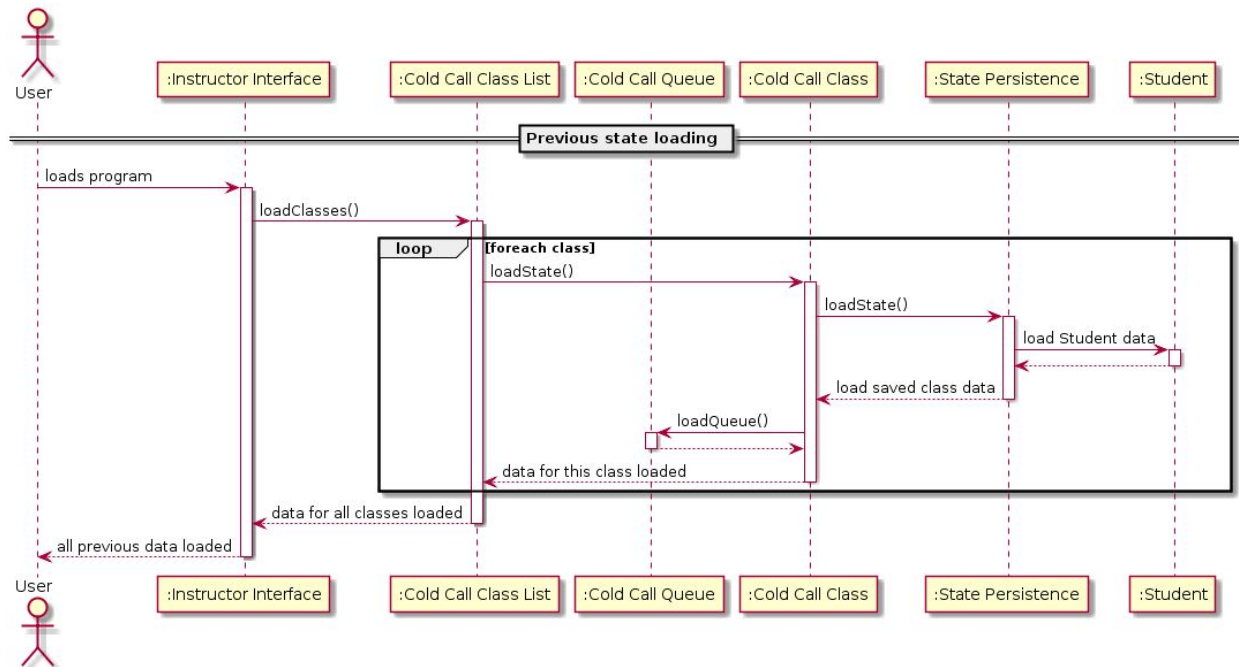 User
:Instructor Interface
:Cold Call Class List
:Cold Call Queue
:Cold Call Class
:State Persistence
:Student
Previous state loading
loads program
loadClasses()
loop
[foreach class]
loadState()
loadState()
load Student data
load saved class data
loadQueue()
data for this class loaded
data for all classes loaded
all previous data loaded
User
:Instructor Interface
:Cold Call Class List
:Cold Call Queue
:Cold Call Class
:State Persistence
:Student